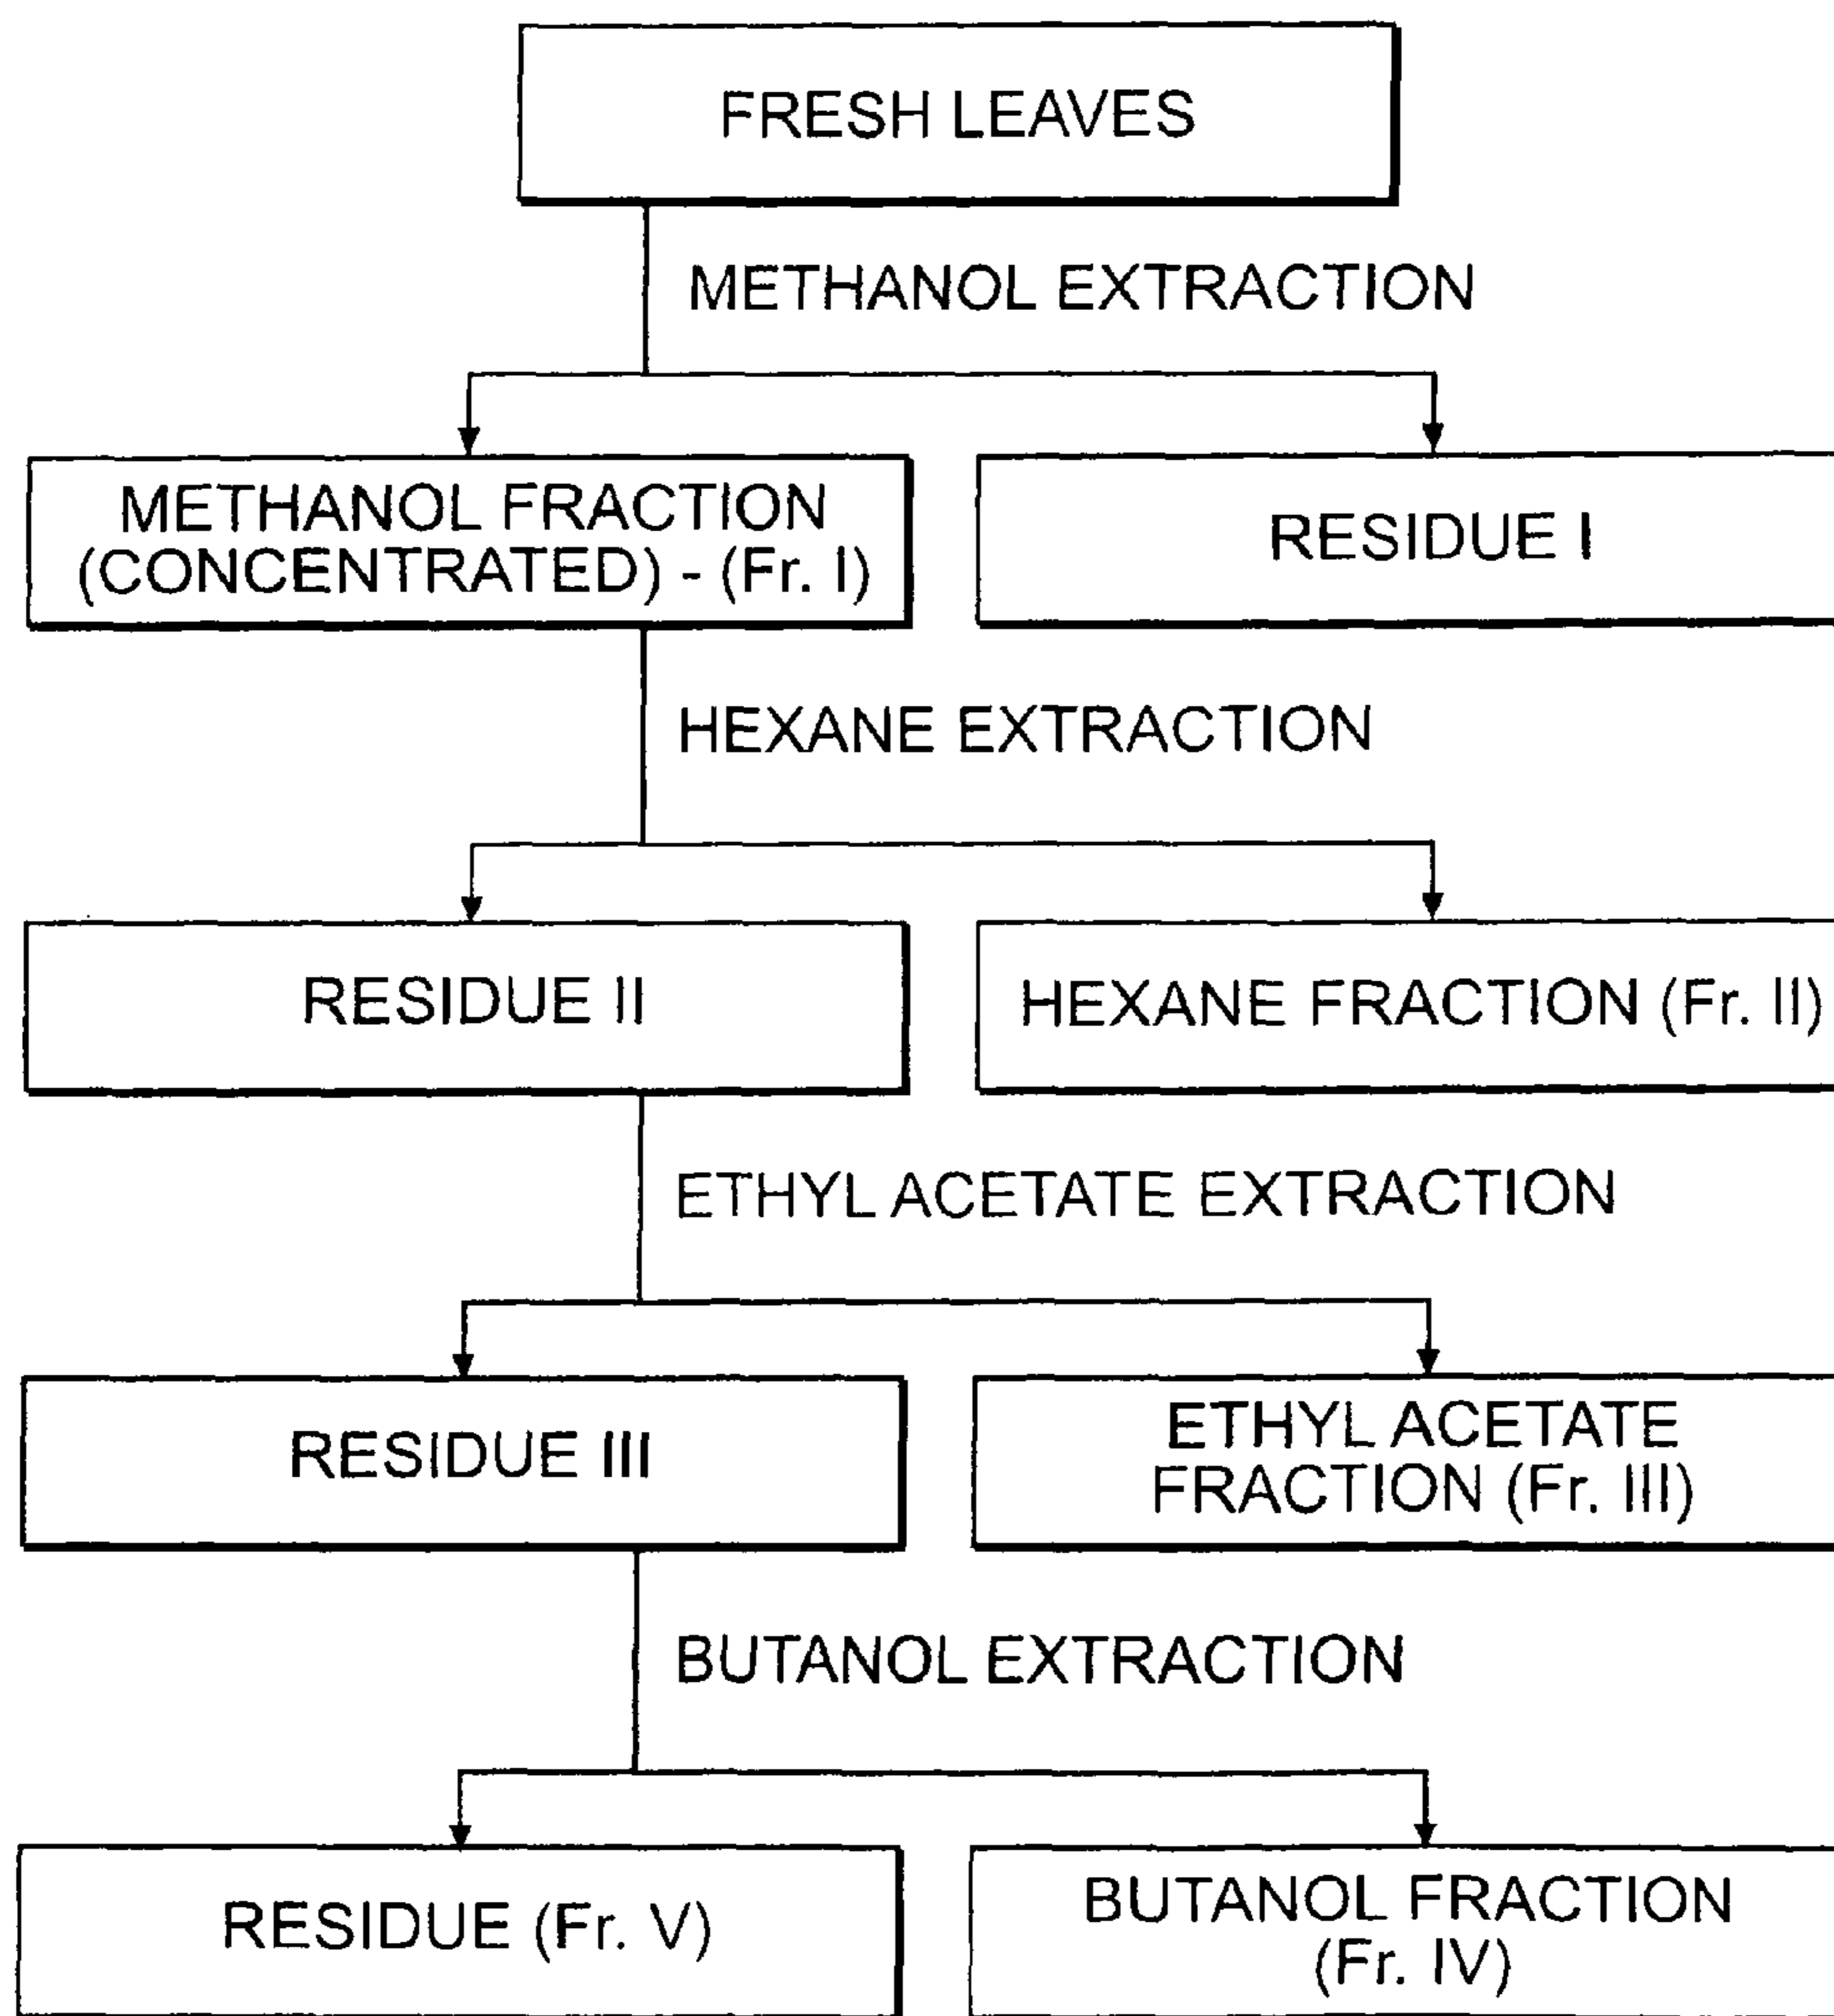 FRESH LEAVES
METHANOL EXTRACTION
METHANOL FRACTION
(CONCENTRATED) - (Fr. I)
RESIDUE I
HEXANE EXTRACTION
RESIDUE II
HEXANE FRACTION (Fr. II)
ETHYL ACETATE EXTRACTION
RESIDUE III
ETHYL ACETATE
FRACTION (Fr. III)
BUTANOL EXTRACTION
RESIDUE (Fr. V)
BUTANOL FRACTION
(Fr. IV)